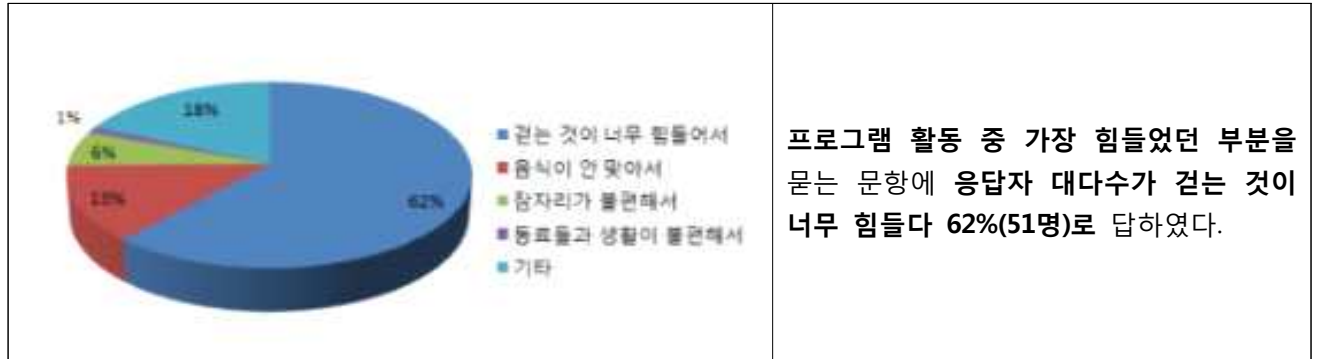 18%
1%
6%
13%
62%
걷는 것이 너무 힘들어서
음식이 안 맞아서
잠자리가 불편해서
동료들과 생활이 불편해서
기타
프로그램 활동 중 가장 힘들었던 부분을
묻는 문항에 응답자 대다수가 걷는 것이
너무 힘들다 62%(51명)로 답하였다.